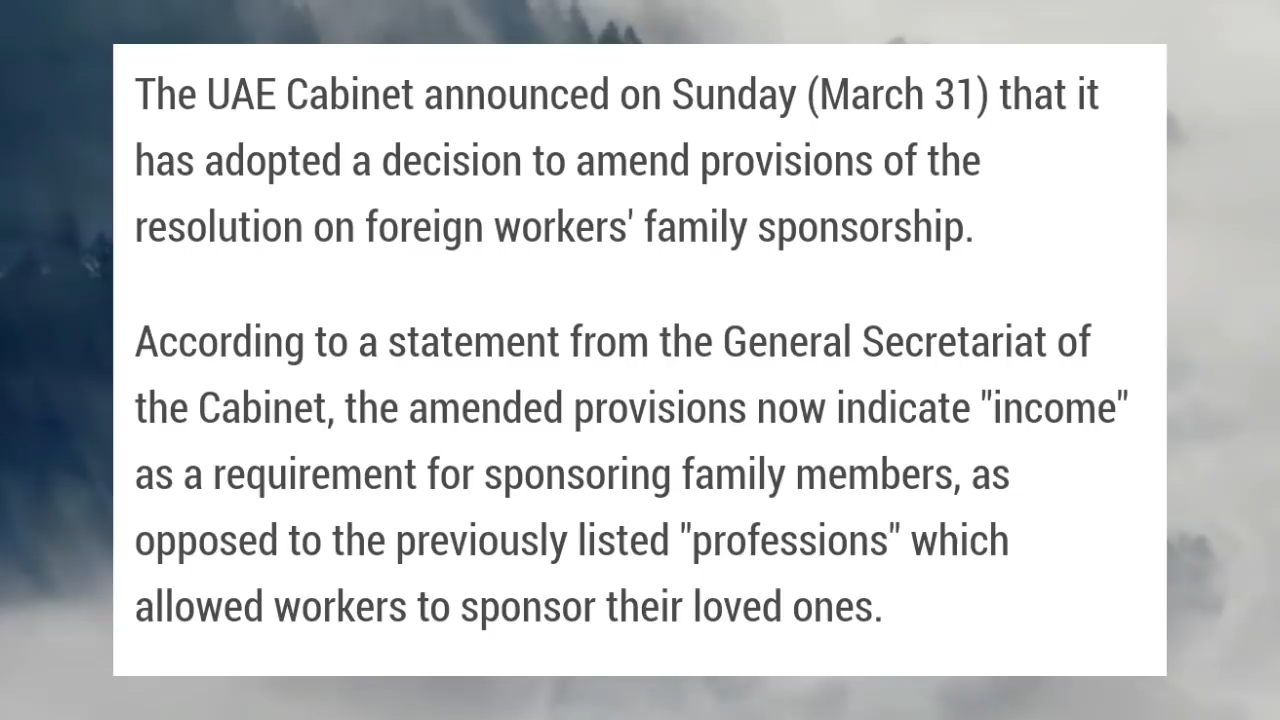 The UAE Cabinet announced on Sunday (March 31) that it
has adopted a decision to amend provisions of the
resolution on foreign workers' family sponsorship.
According to a statement from the General Secretariat of
the Cabinet, the amended provisions now indicate "income"
as a requirement for sponsoring family members, as
opposed to the previously listed "professions" which
allowed workers to sponsor their loved ones.